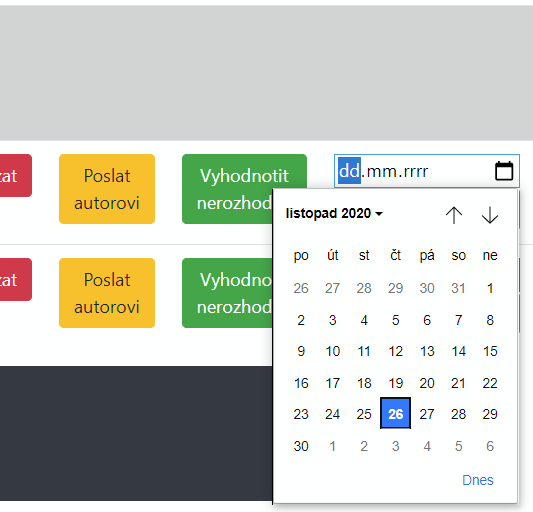 zat
Poslat
autorovi
Vyhodnotit
nerozhod
dd.mm.rrrr
listopad 2020
po út st čt pá so ne
26 27 28 29 30 31 1
2 3 4 5 6 7 8
9 10 11 12 13 14 15
16 17 18 19 20 21 22
23 24 25 26 27 28 29
30 1 2 3 4 5 6
Dnes
zat
Poslat
autorovi
Vyhodno
nerozhod